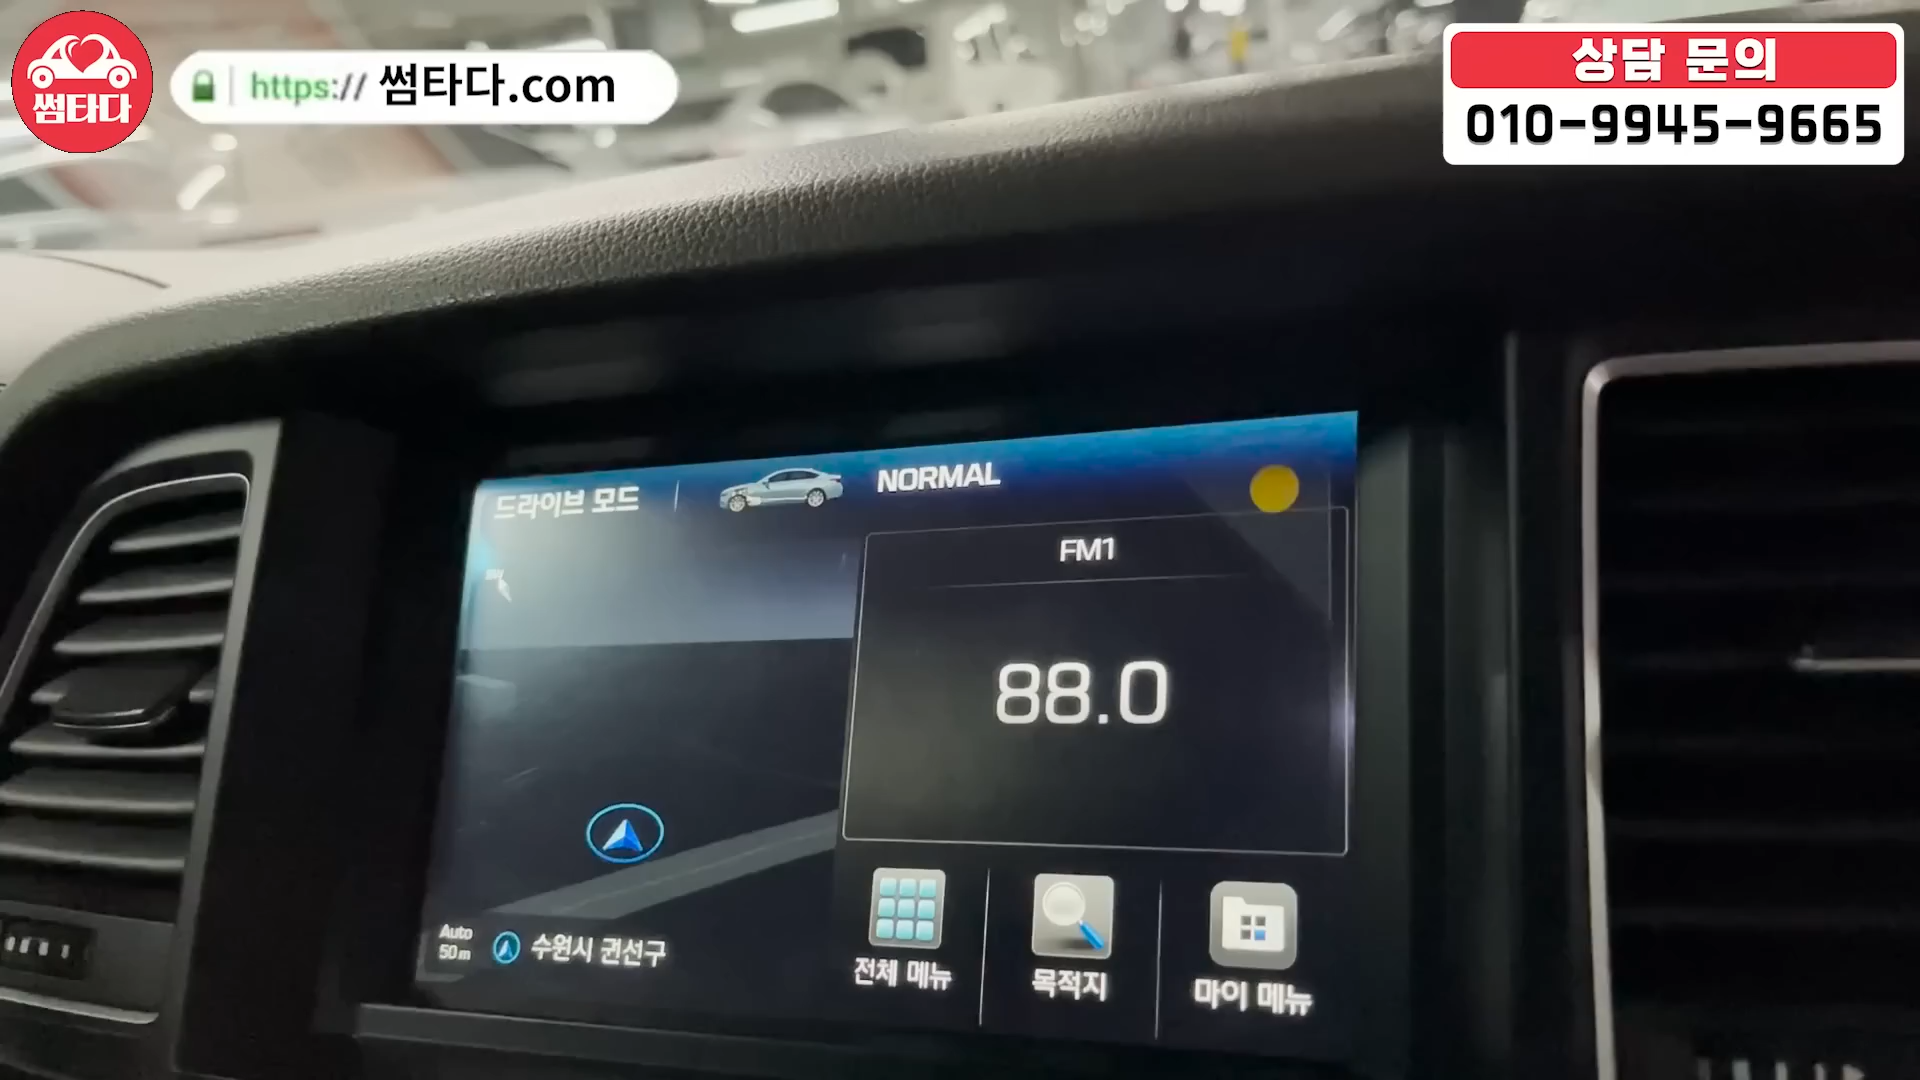 썸타다
https:// 썸타다.com
상담 문의
010-9945-9665
드라이브 모드
NORMAL
FM1
88.0
Auto
50m
수원시 권선구
전체 메뉴
목적지
마이 메뉴